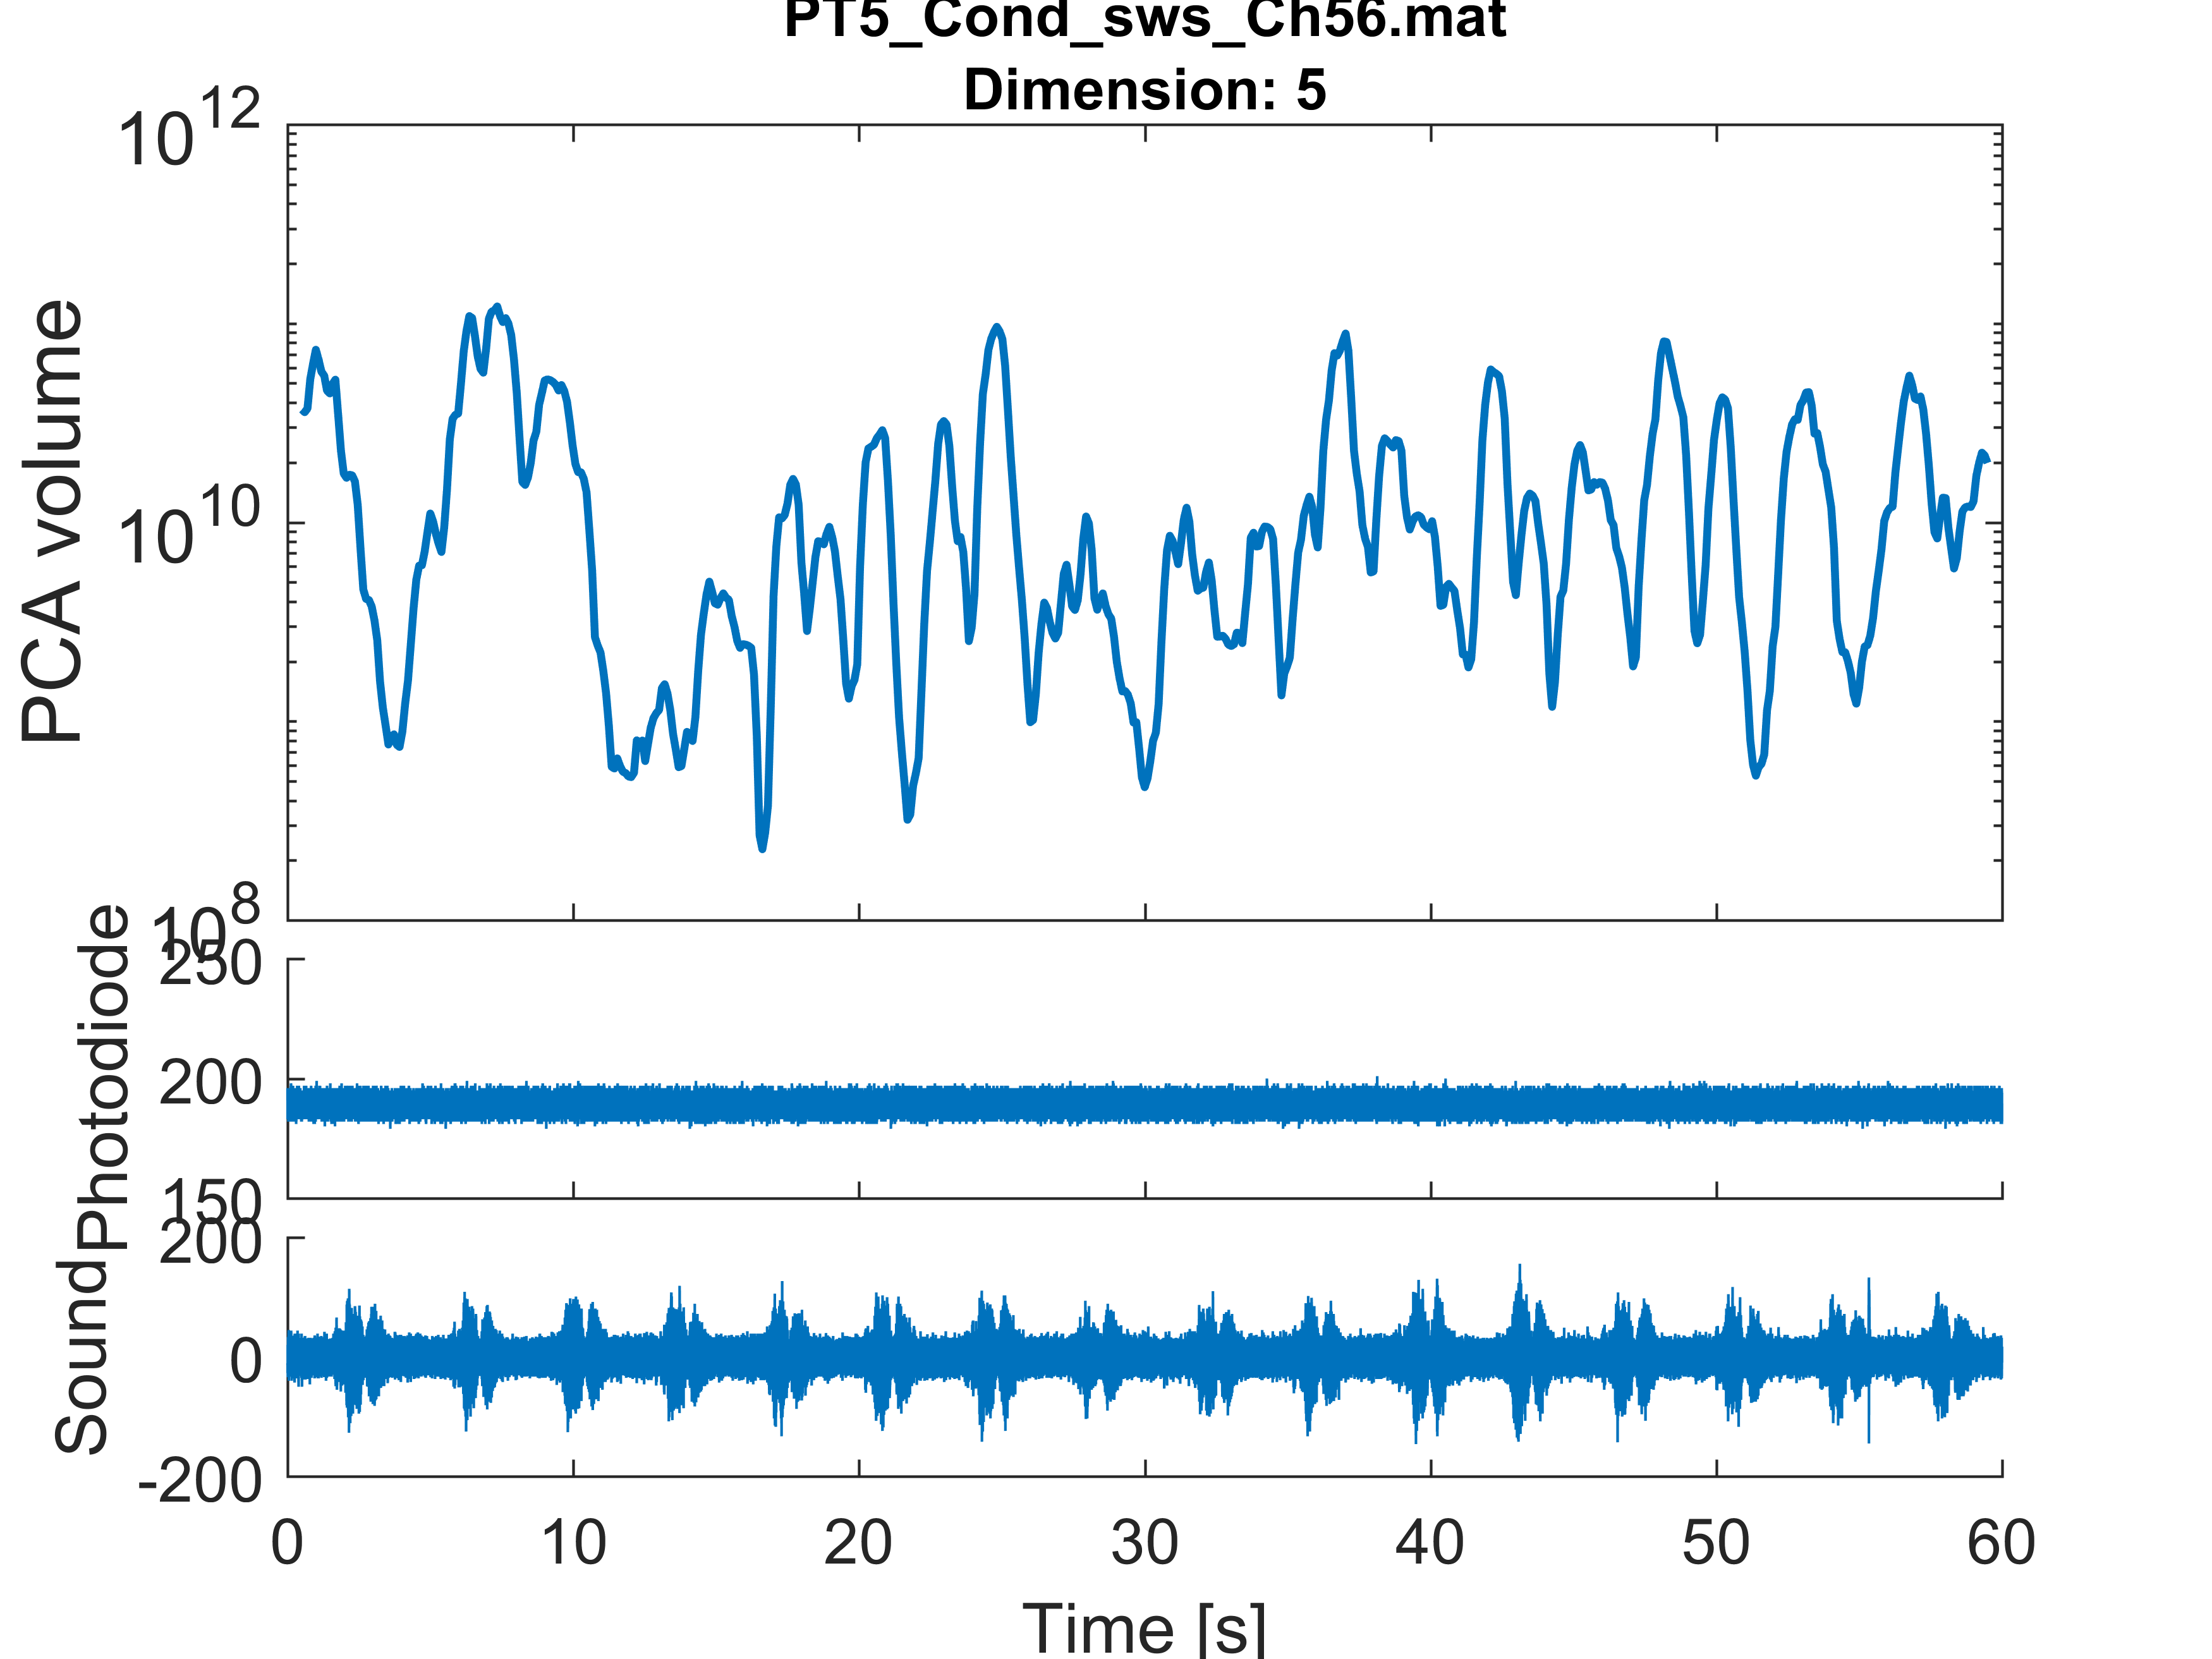 PT5_Cond_sws_Ch56.mat
Dimension: 5
10^12
10^10
10^8
PCA volume
250
200
150
Photodiode
200
0
-200
Sound
0 10 20 30 40 50 60
Time [s]